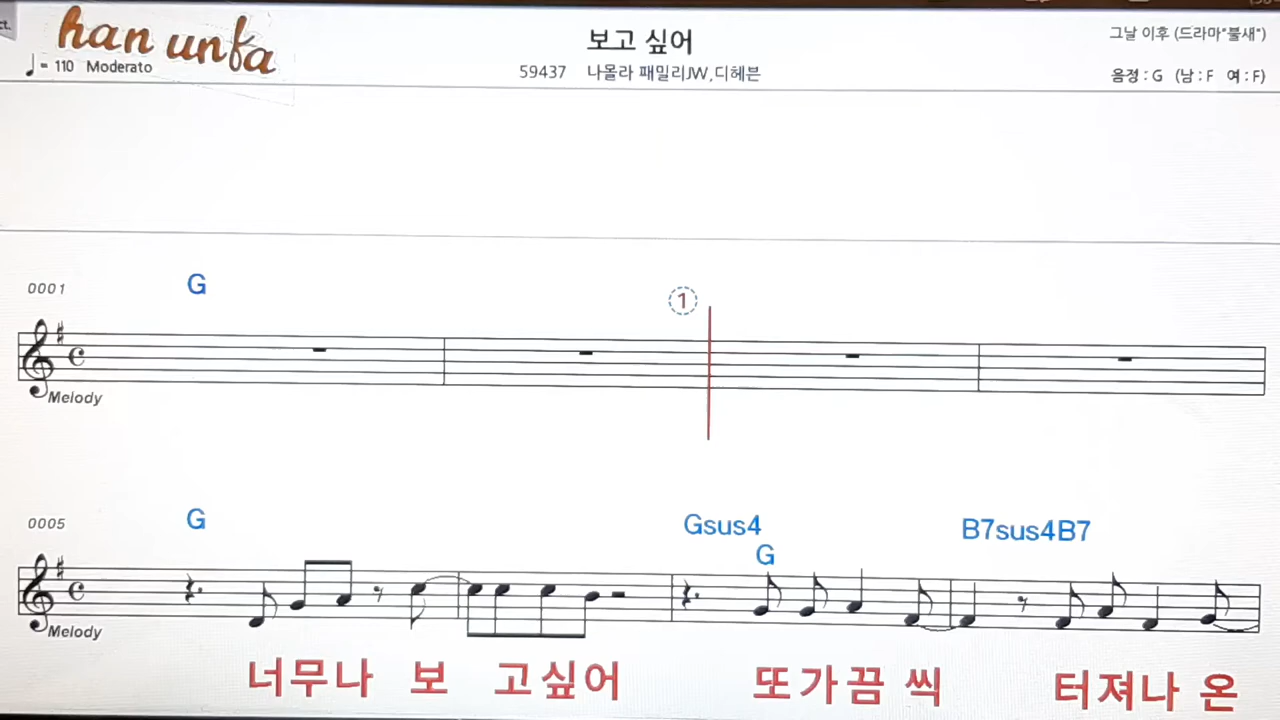 ct.
han unfa
보고 싶어
그날 이후 (드라마"불새")
♩= 110 Moderato
59437 나몰라 패밀리JW,디헤븐
음정 : G (남 : F 여 : F)
0001 G ①
Melody
0005 G Gsus4 B7sus4B7
G
Melody
너무나 보 고싶어 또가끔 씩 터져나 온